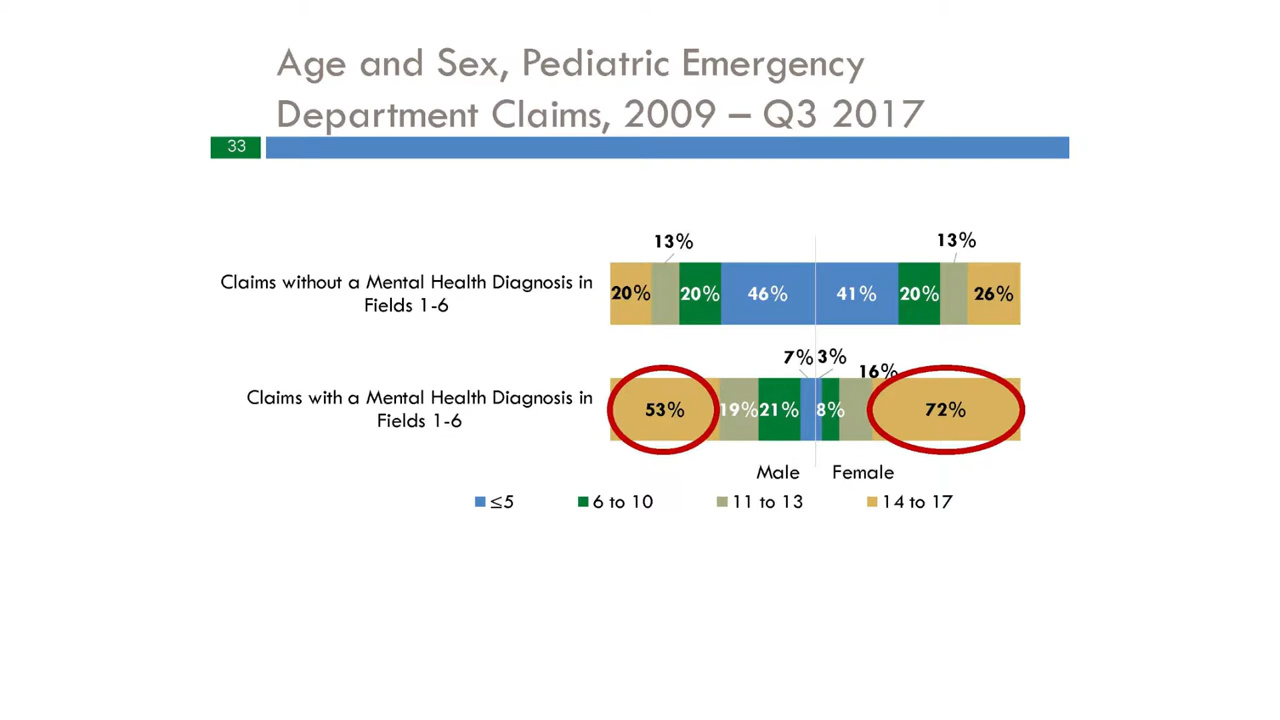 Age and Sex, Pediatric Emergency
Department Claims, 2009 – Q3 2017
33
13%
13%
Claims without a Mental Health Diagnosis in
Fields 1-6
20%
20%
46%
41%
20%
26%
7%
3%
16%
Claims with a Mental Health Diagnosis in
Fields 1-6
53%
19%
21%
8%
72%
Male
Female
≤5
6 to 10
11 to 13
14 to 17